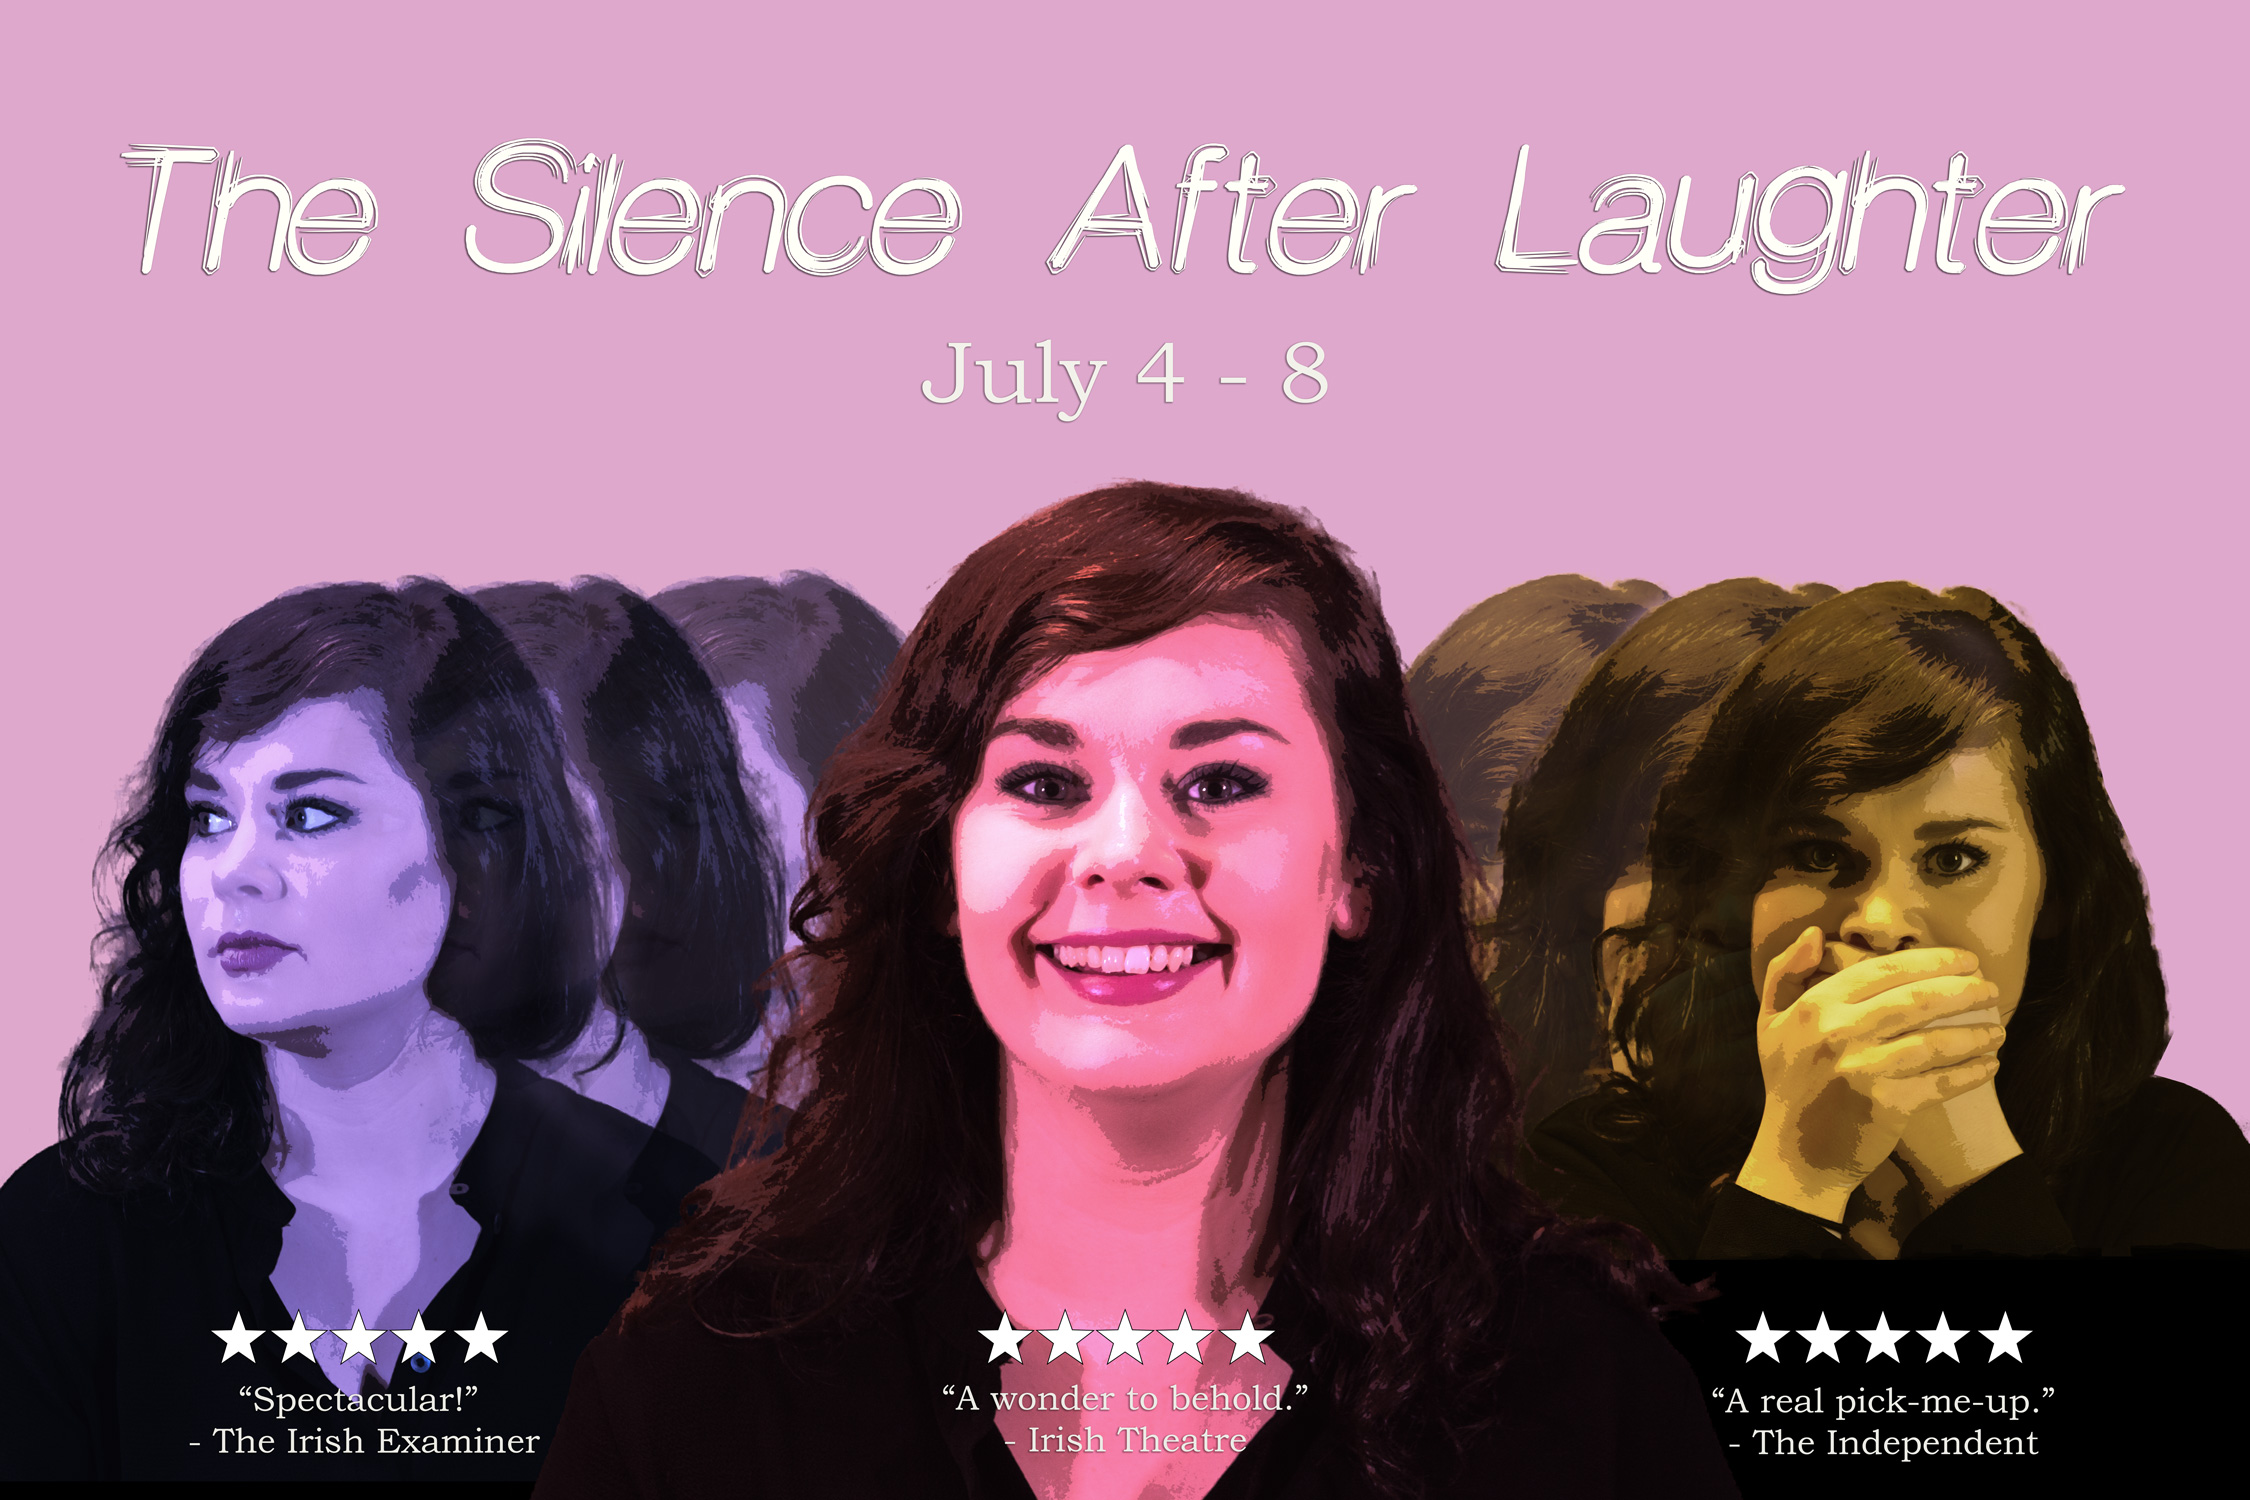 The Silence After Laughter
July 4 - 8
“Spectacular!”
- The Irish Examiner
“A wonder to behold.”
- Irish Theatre
“A real pick-me-up.”
- The Independent